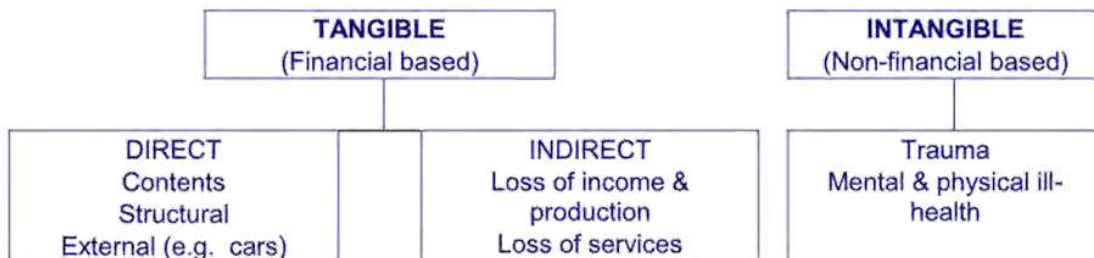 TANGIBLE
(Financial based)
INTANGIBLE
(Non-financial based)
DIRECT
Contents
Structural
External (e.g. cars)
INDIRECT
Loss of income &
production
Loss of services
Trauma
Mental & physical ill-
health